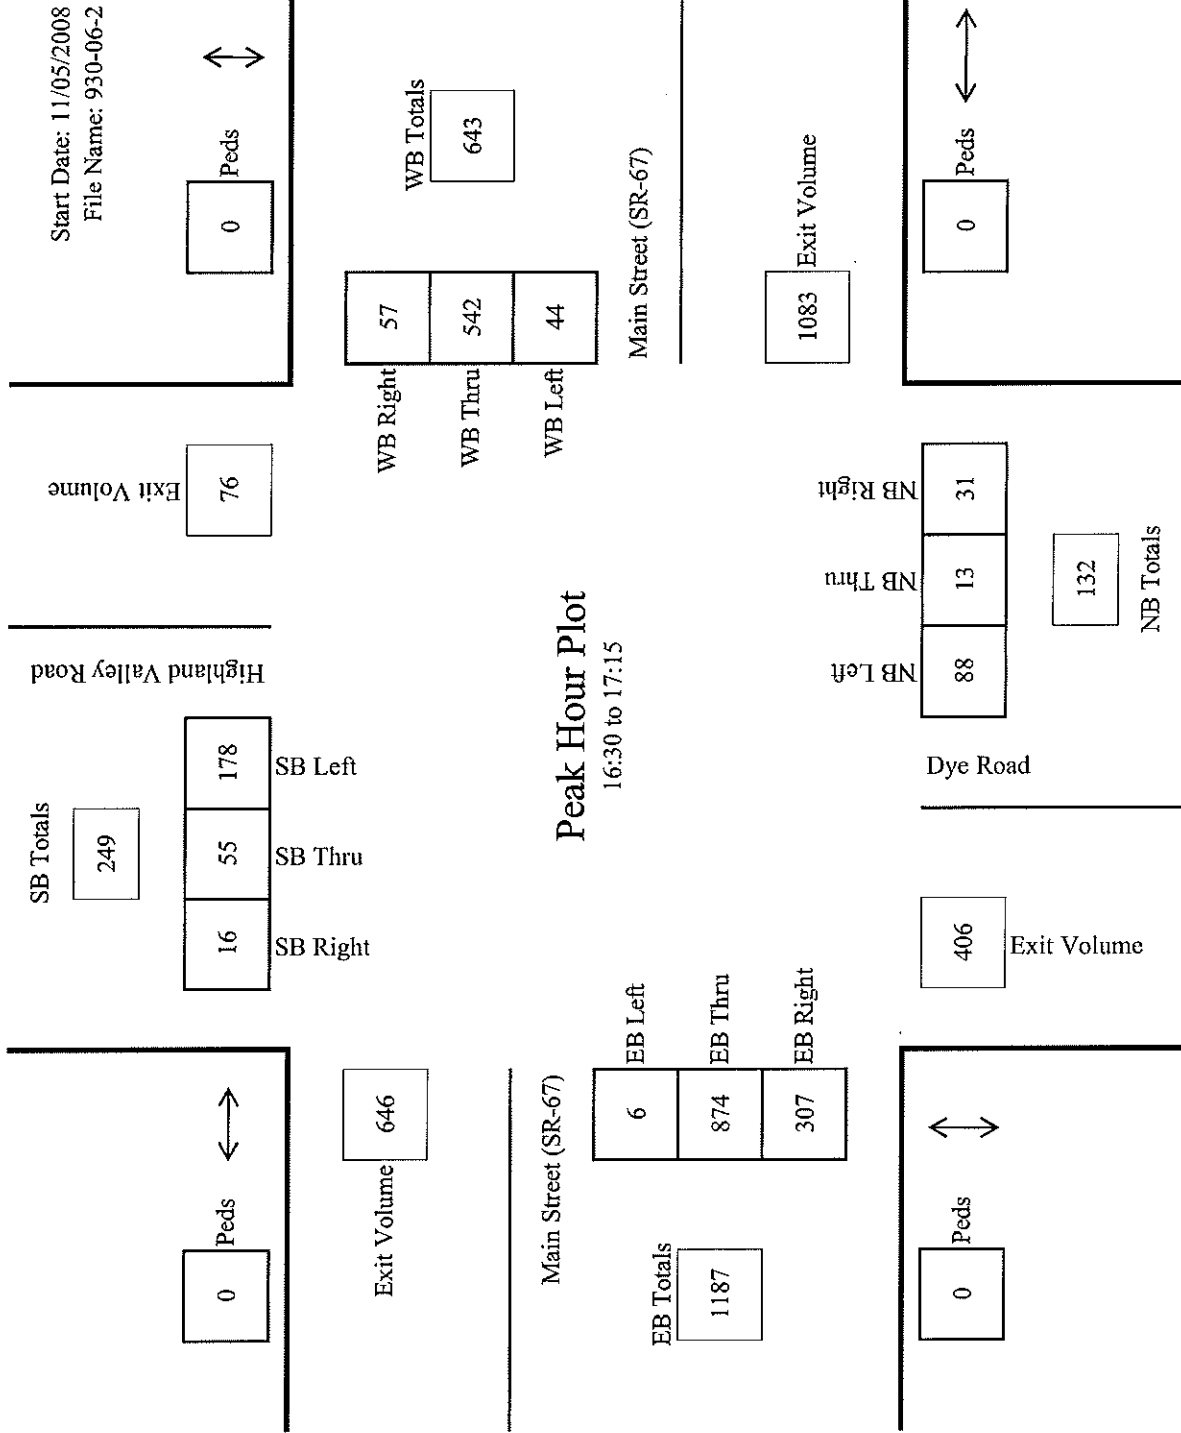 Start Date: 11/05/2008
File Name: 930-06-2
0
Peds
0
Peds
SB Totals
249
16
55
178
SB Right
SB Thru
SB Left
Highland Valley Road
76
Exit Volume
646
Exit Volume
WB Right
57
WB Thru
542
WB Left
44
WB Totals
643
Main Street (SR-67)
Main Street (SR-67)
Peak Hour Plot
16:30 to 17:15
EB Totals
1187
6
EB Left
874
EB Thru
307
EB Right
1083
Exit Volume
NB Left
NB Thru
NB Right
88
13
31
132
NB Totals
Dye Road
406
Exit Volume
0
Peds
0
Peds